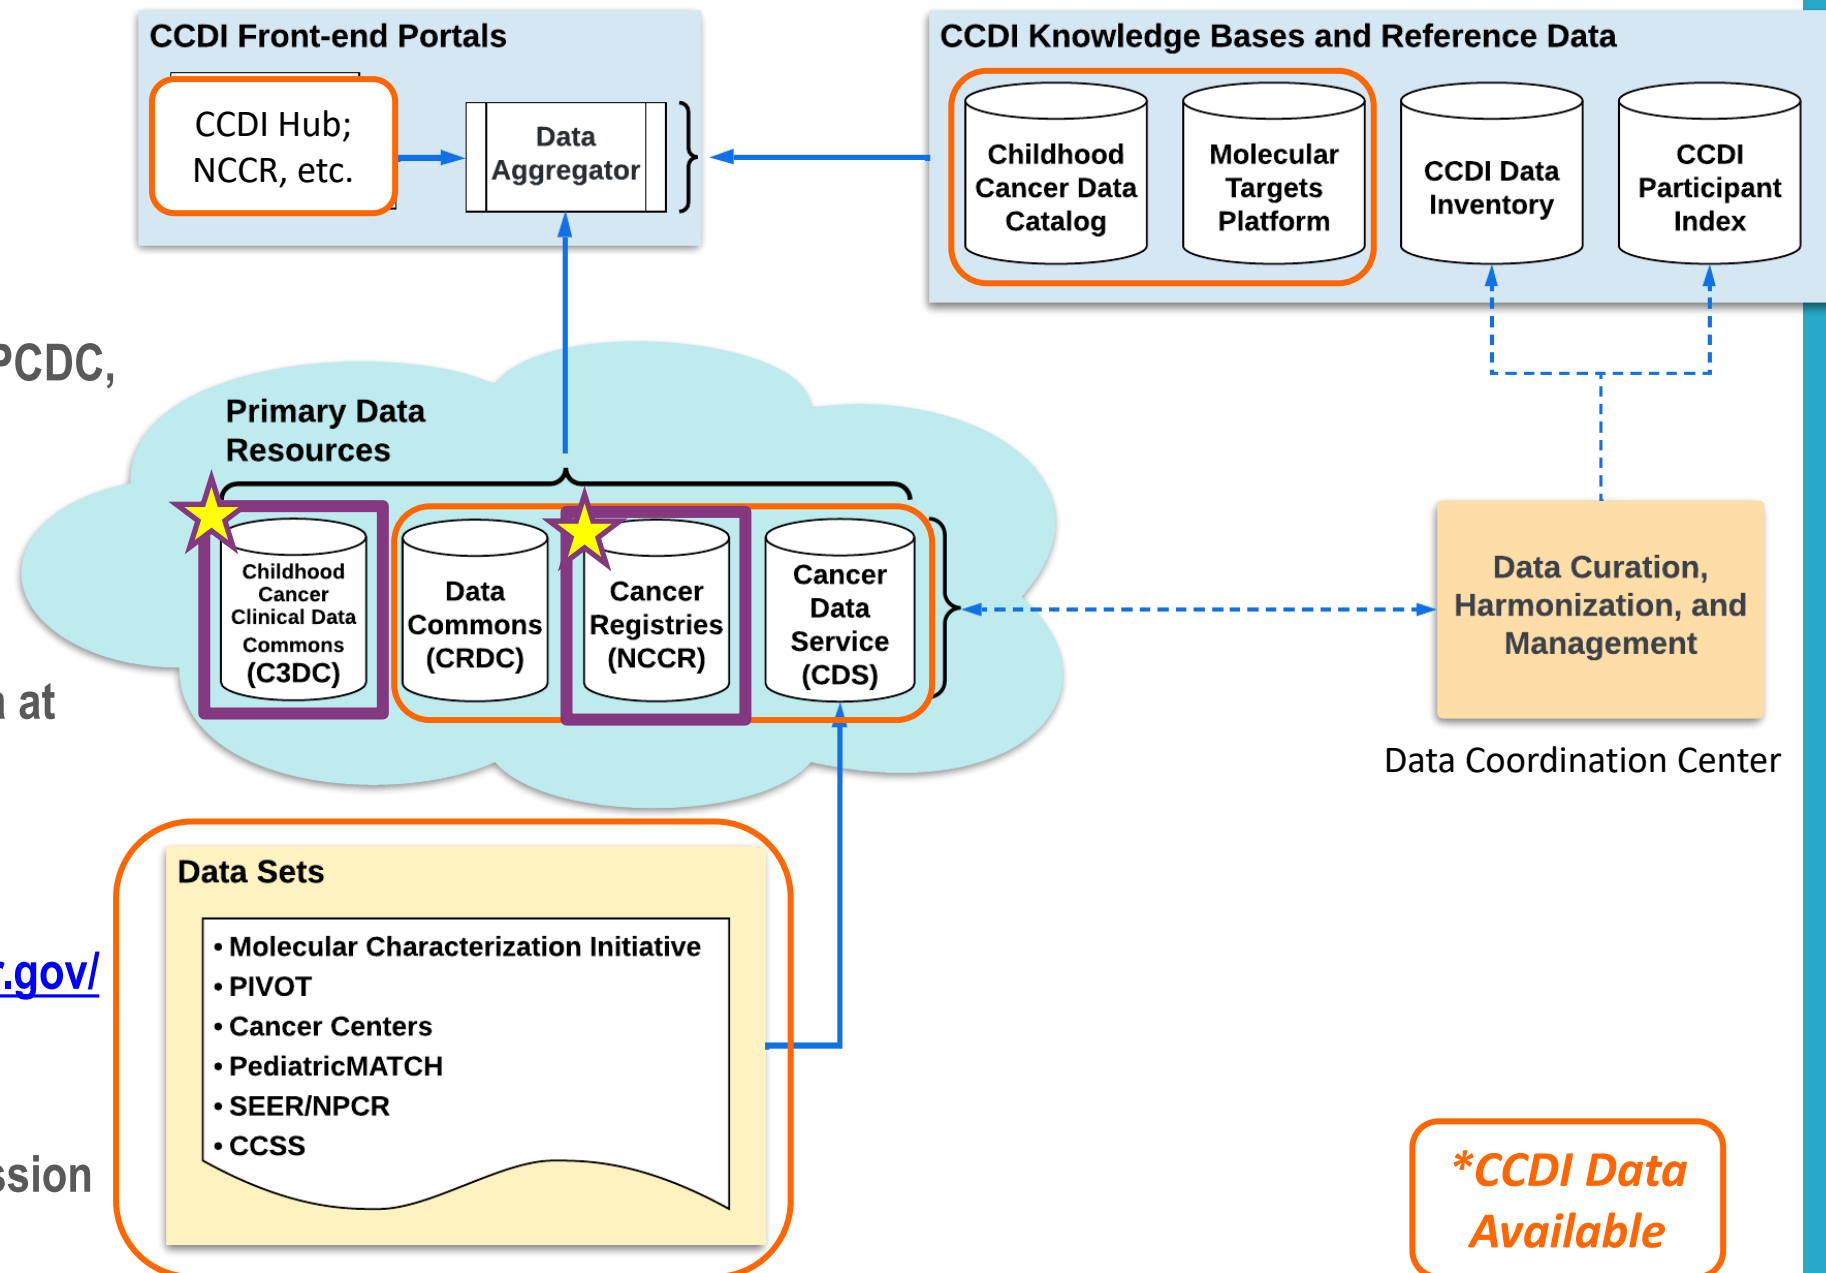 CCDI Front-end Portals
CCDI Hub;
NCCR, etc.
Data
Aggregator
CCDI Knowledge Bases and Reference Data
Childhood
Cancer Data
Catalog
Molecular
Targets
Platform
CCDI Data
Inventory
CCDI
Participant
Index
PCDC,
Primary Data
Resources
Childhood
Cancer
Clinical Data
Commons
(C3DC)
Data
Commons
(CRDC)
Cancer
Registries
(NCCR)
Cancer
Data
Service
(CDS)
Data Curation,
Harmonization, and
Management
Data Coordination Center
at
Data Sets
• Molecular Characterization Initiative
• PIVOT
• Cancer Centers
• PediatricMATCH
• SEER/NPCR
• CCSS
r.gov/
ssion
*CCDI Data
Available